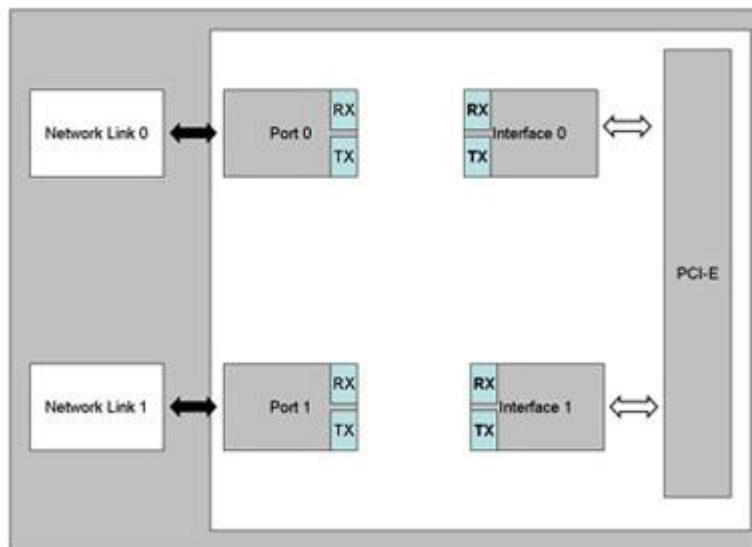 Network Link 0
Port 0
RX
TX
RX
TX
Interface 0
PCI-E
Network Link 1
Port 1
RX
TX
RX
TX
Interface 1